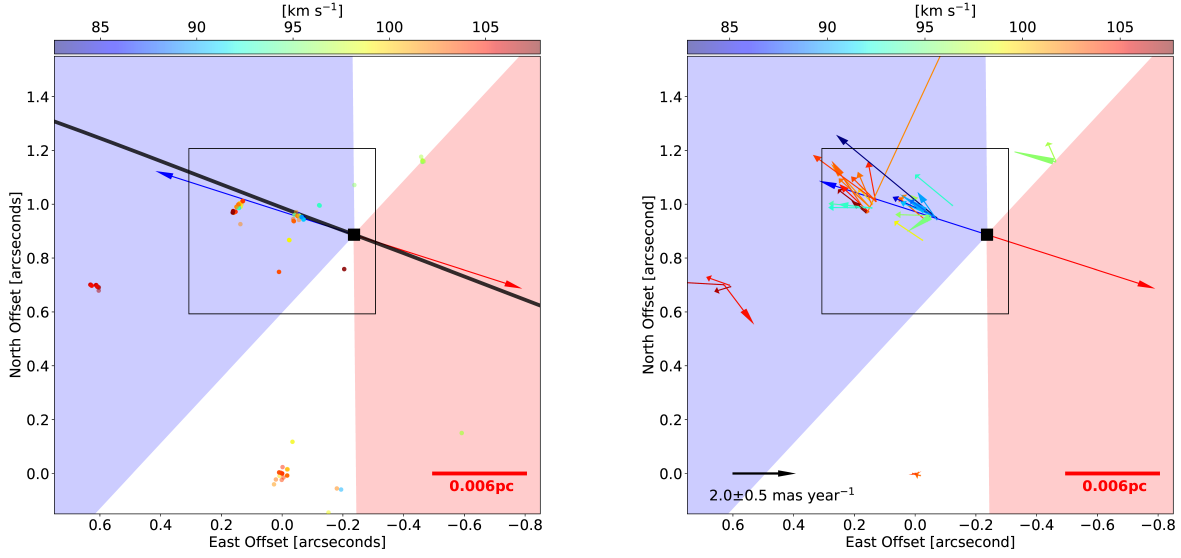 [km s⁻¹]
85 90 95 100 105
1.4
1.2
1.0
0.8
0.6
0.4
0.2
0.0
North Offset [arcseconds]
0.006pc
0.6 0.4 0.2 0.0 −0.2 −0.4 −0.6 −0.8
East Offset [arcseconds]
[km s⁻¹]
85 90 95 100 105
1.4
1.2
1.0
0.8
0.6
0.4
0.2
0.0
North Offset [arcseconds]
2.0±0.5 mas year⁻¹
0.006pc
0.6 0.4 0.2 0.0 −0.2 −0.4 −0.6 −0.8
East Offset [arcseconds]